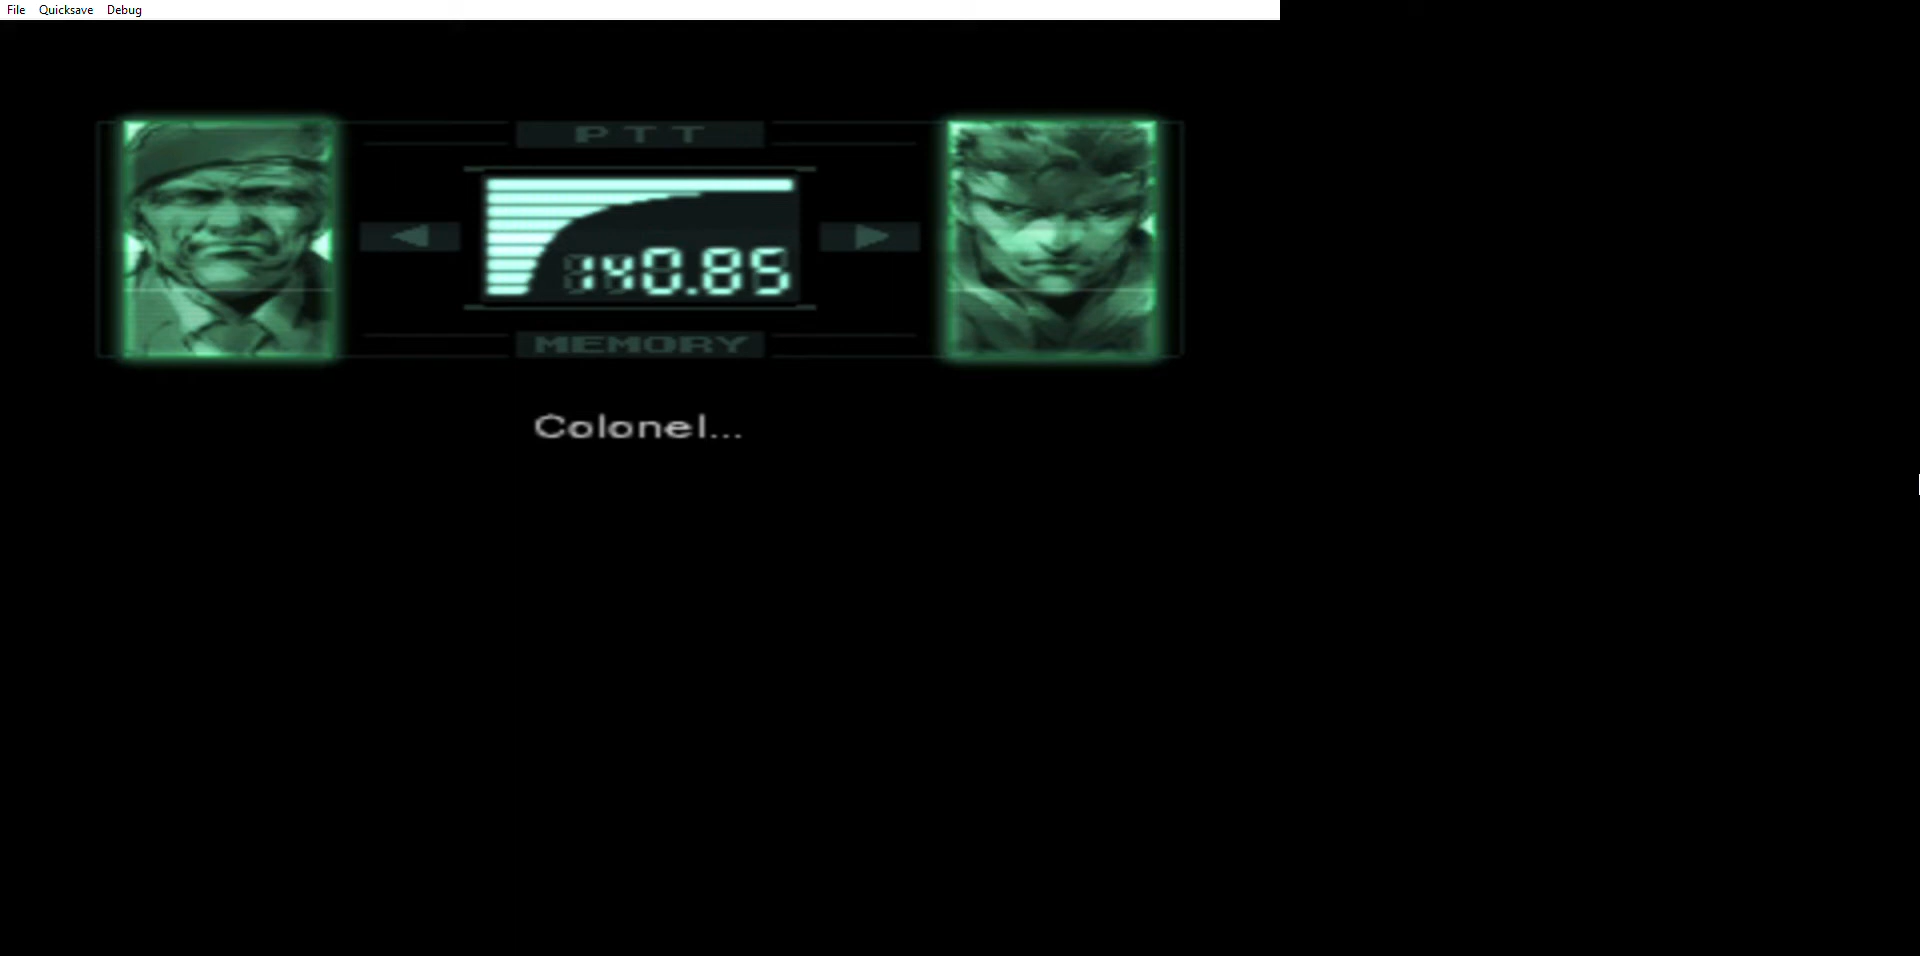 File Quicksave Debug
PTT
140.85
MEMORY
Colonel...